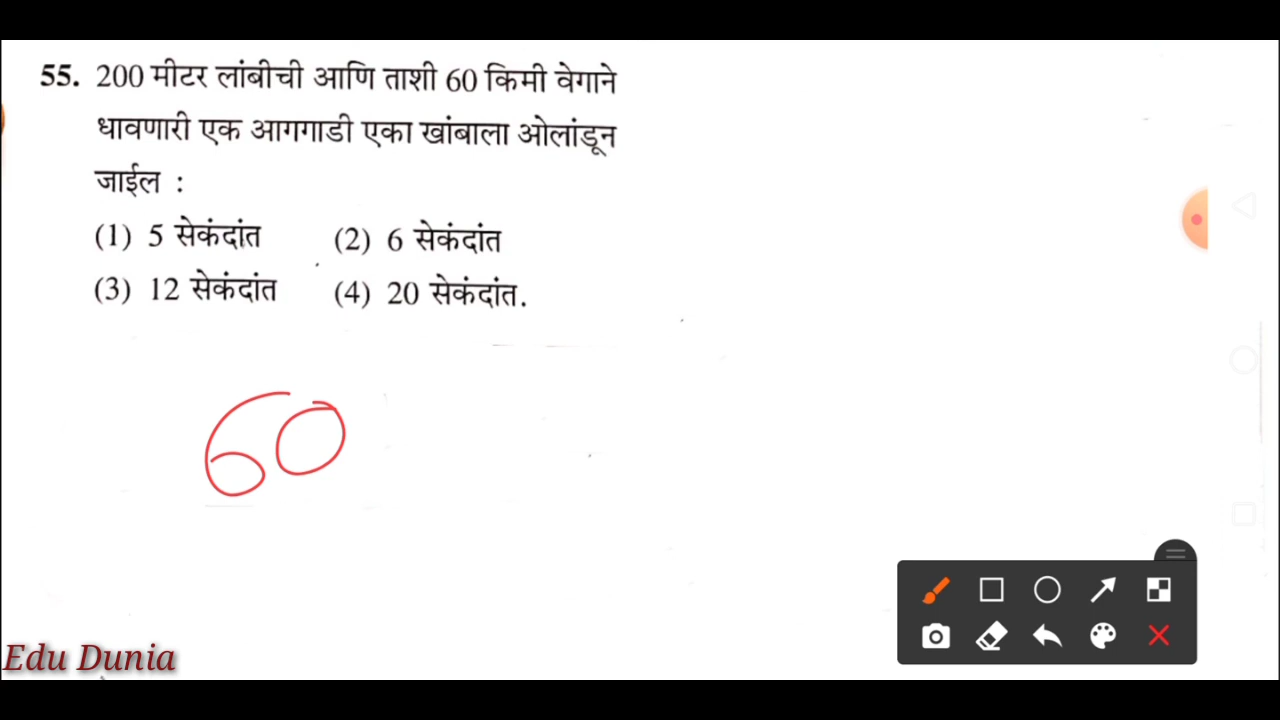 55. 200 मीटर लांबीची आणि ताशी 60 किमी वेगाने
धावणारी एक आगगाडी एका खांबाला ओलांडून
जाईल :
(1) 5 सेकंदांत (2) 6 सेकंदांत
(3) 12 सेकंदांत (4) 20 सेकंदांत.
60
Edu Dunia